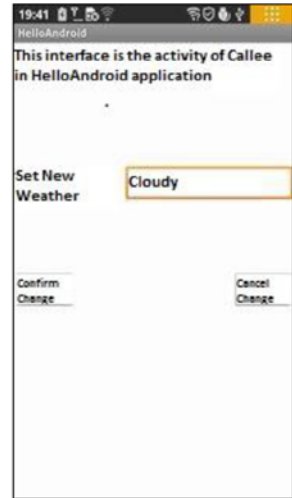 19:41
HelloAndroid
This interface is the activity of Callee
in HelloAndroid application
Set New
Weather
Cloudy
Confirm
Change
Cancel
Change